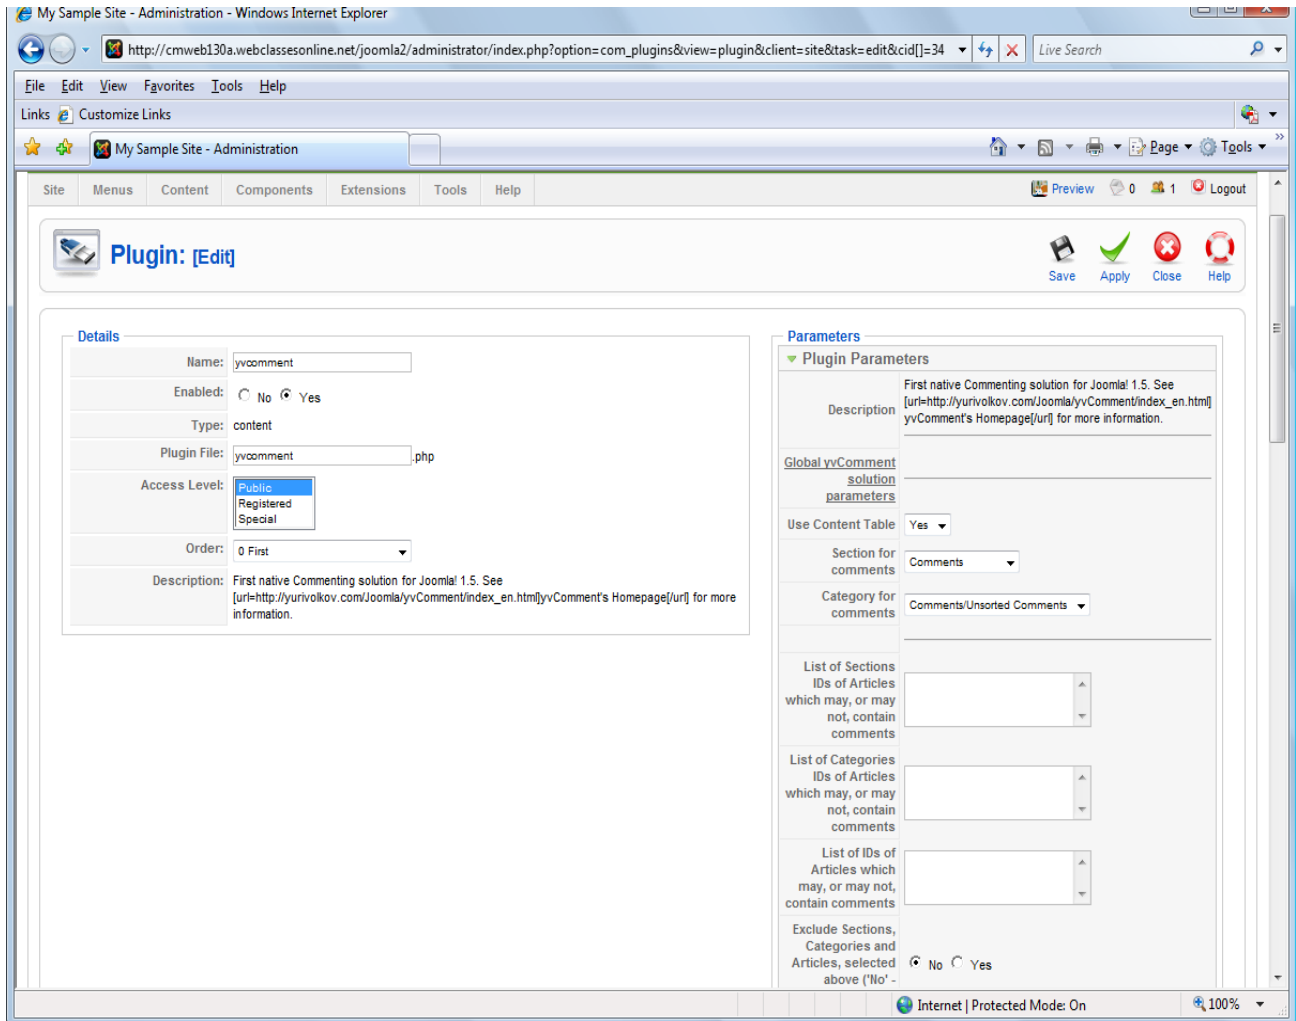 My Sample Site - Administration - Windows Internet Explorer
http://cmweb130a.webclassesonline.net/joomla2/administrator/index.php?option=com_plugins&view=plugin&client=site&task=edit&cid[]=34
Live Search
File Edit View Favorites Tools Help
Links Customize Links
My Sample Site - Administration
Page Tools
Site Menus Content Components Extensions Tools Help
Preview 0 1 Logout
Plugin: [Edit]
Save Apply Close Help
Details
Name: yvcomment
Enabled: No Yes
Type: content
Plugin File: yvcomment .php
Access Level: Public
Registered
Special
Order: 0 First
Description: First native Commenting solution for Joomla! 1.5. See
[url=http://yurivolkov.com/Joomla/yvComment/index_en.html]yvComment's Homepage[/url] for more
information.
Parameters
Plugin Parameters
Description
First native Commenting solution for Joomla! 1.5. See
[url=http://yurivolkov.com/Joomla/yvComment/index_en.html]
yvComment's Homepage[/url] for more information.
Global yvComment
solution
parameters
Use Content Table Yes
Section for
comments
Comments
Category for
comments
Comments/Unsorted Comments
List of Sections
IDs of Articles
which may, or may
not, contain
comments
List of Categories
IDs of Articles
which may, or may
not, contain
comments
List of IDs of
Articles which
may, or may not,
contain comments
Exclude Sections,
Categories and
Articles, selected
above ('No' -
No Yes
Internet | Protected Mode: On
100%